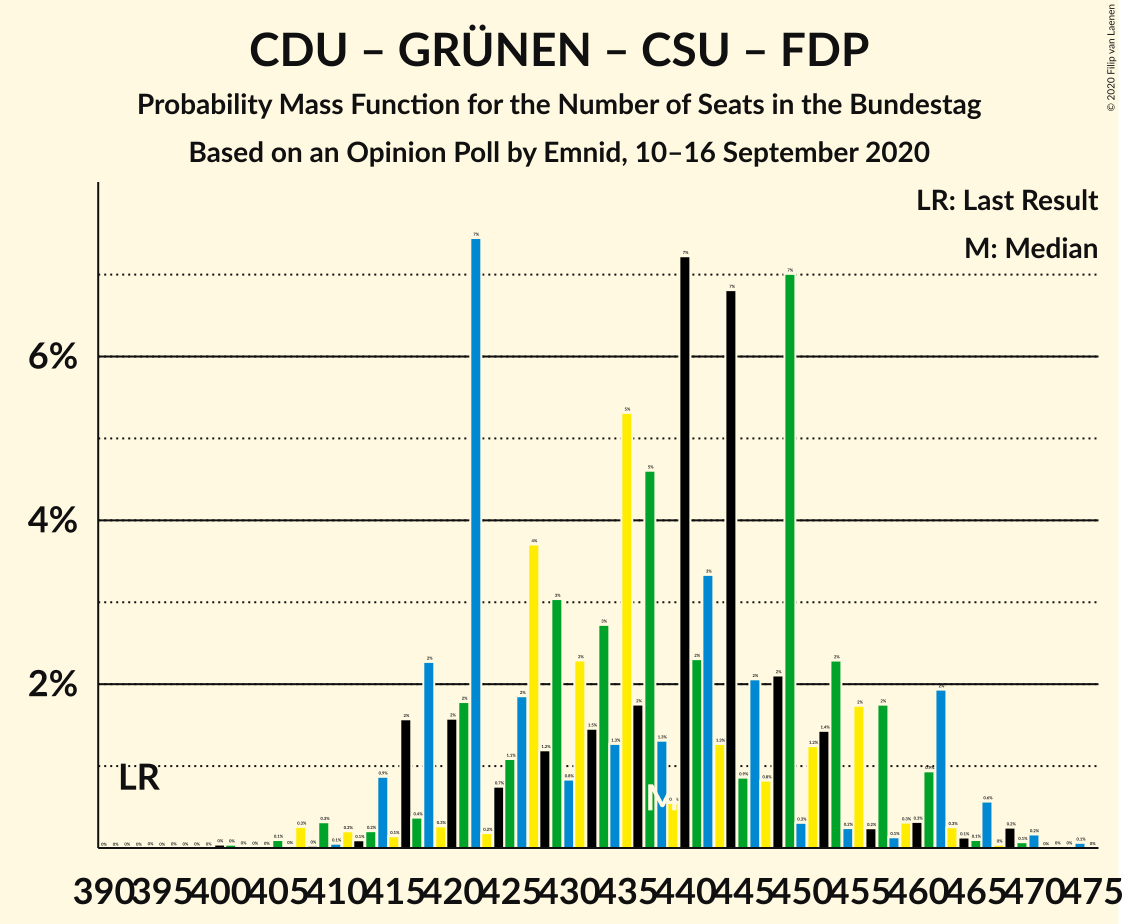 CDU – GRÜNEN – CSU – FDP
Probability Mass Function for the Number of Seats in the Bundestag
Based on an Opinion Poll by Emnid, 10–16 September 2020
© 2020 Filip van Laenen
LR: Last Result
M: Median
6%
4%
2%
LR
M
390 395 400 405 410 415 420 425 430 435 440 445 450 455 460 465 470 475